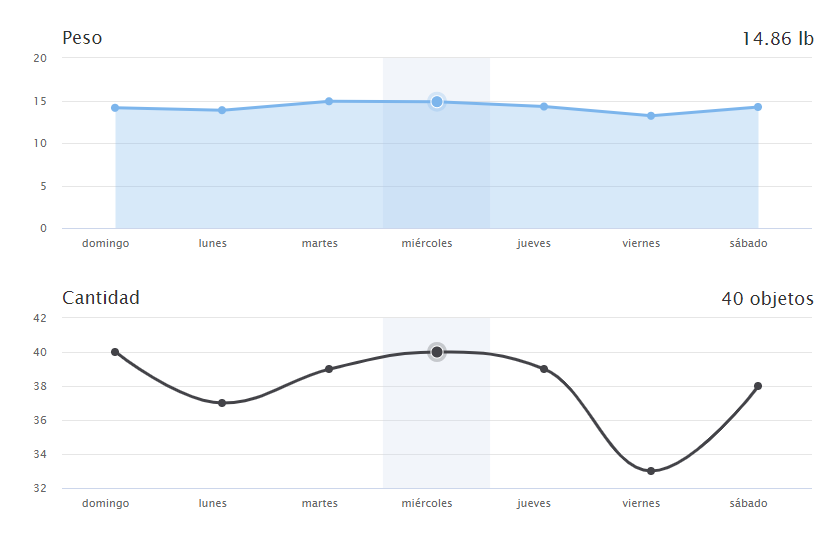 Peso 14.86 lb
20
15
10
5
0
domingo lunes martes miércoles jueves viernes sábado
Cantidad 40 objetos
42
40
38
36
34
32
domingo lunes martes miércoles jueves viernes sábado